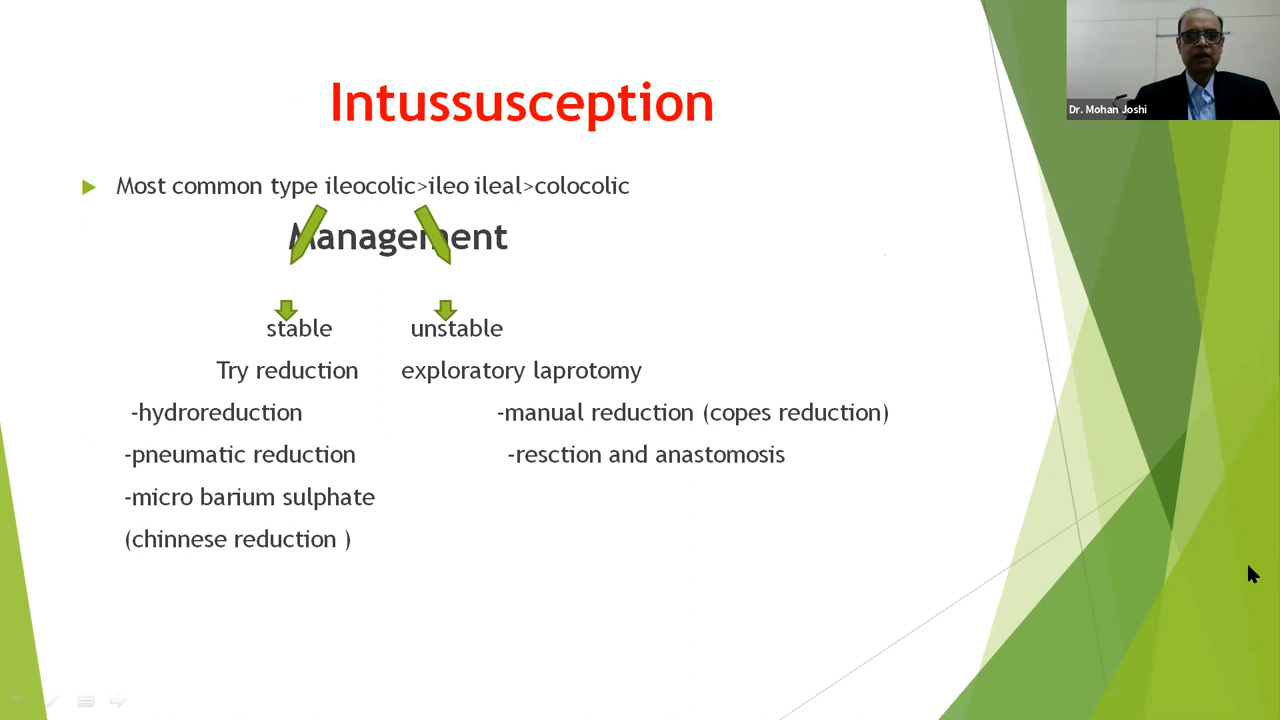 Dr. Mohan Joshi
Intussusception
Most common type ileocolic>ileo ileal>colocolic
Management
stable unstable
Try reduction exploratory laprotomy
-hydroreduction -manual reduction (copes reduction)
-pneumatic reduction -resction and anastomosis
-micro barium sulphate
(chinnese reduction )